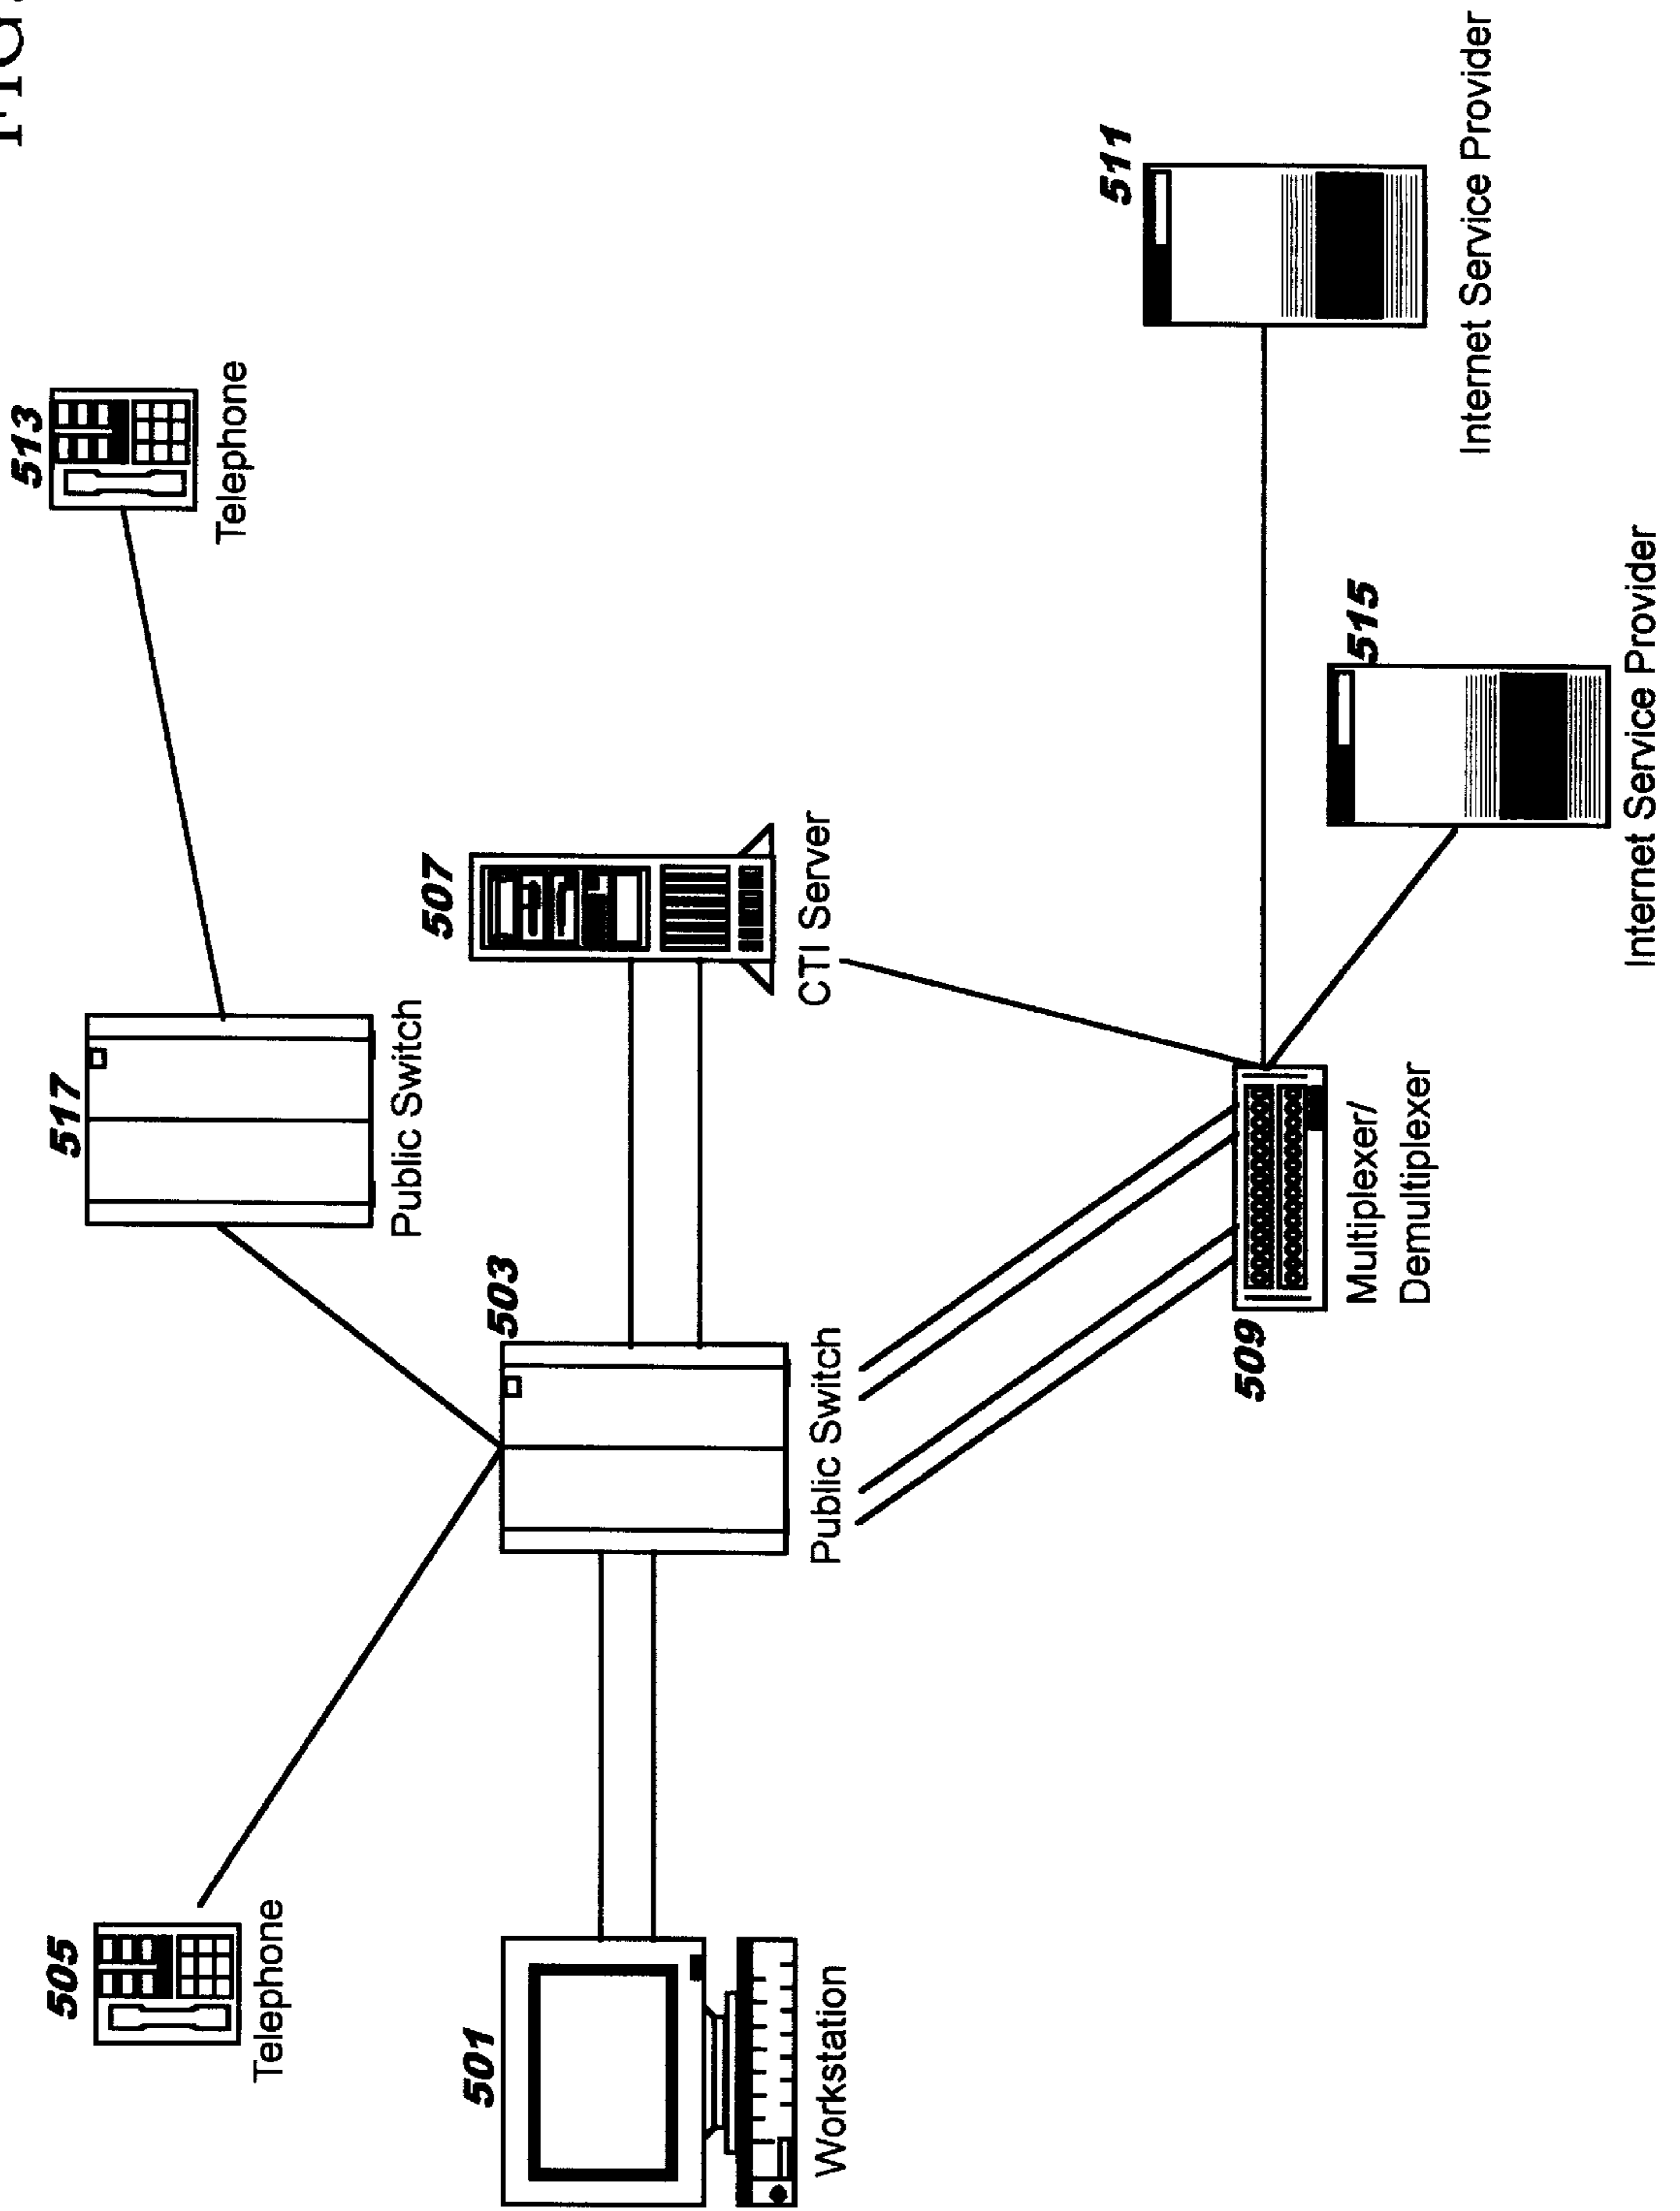 FIG.
505
Telephone
513
Telephone
517
Public Switch
501
Workstation
503
Public Switch
507
CTI Server
509
Multiplexer/
Demultiplexer
511
Internet Service Provider
515
Internet Service Provider